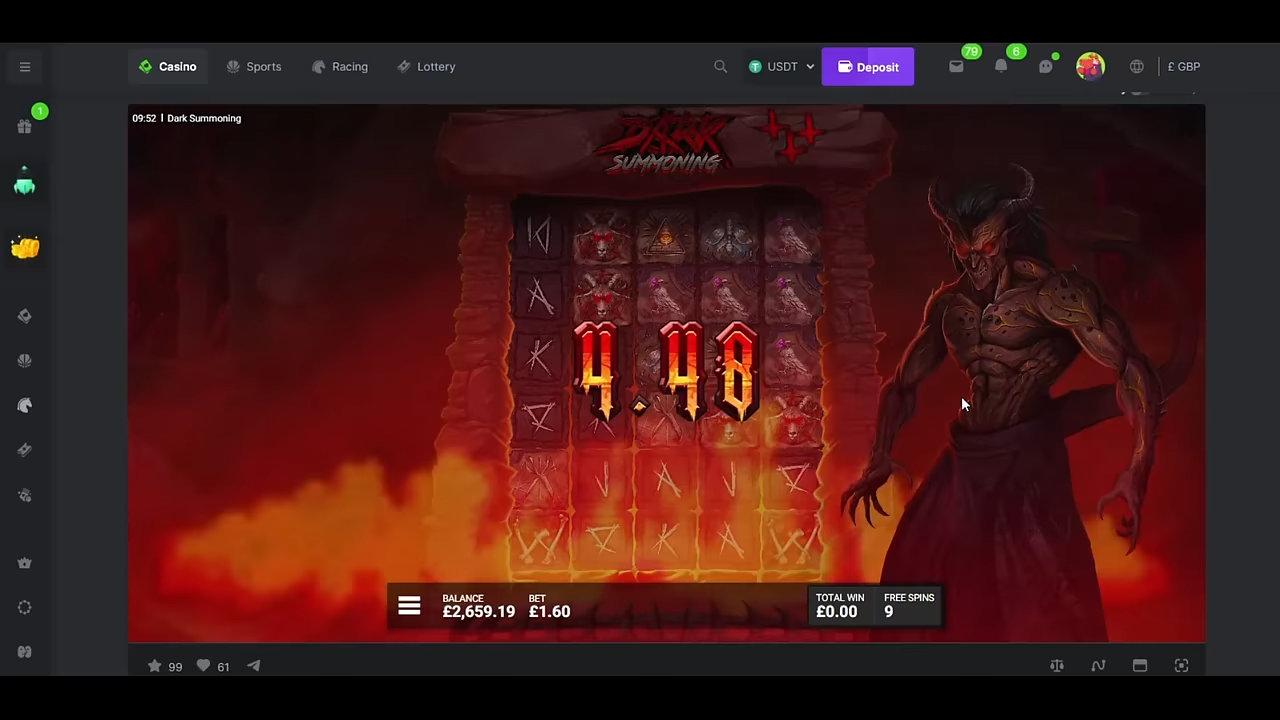 Casino
Sports
Racing
Lottery
USDT
Deposit
79
6
£ GBP
1
09:52 | Dark Summoning
DARK
SUMMONING
4.48
BALANCE
£2,659.19
BET
£1.60
TOTAL WIN
£0.00
FREE SPINS
9
99
61